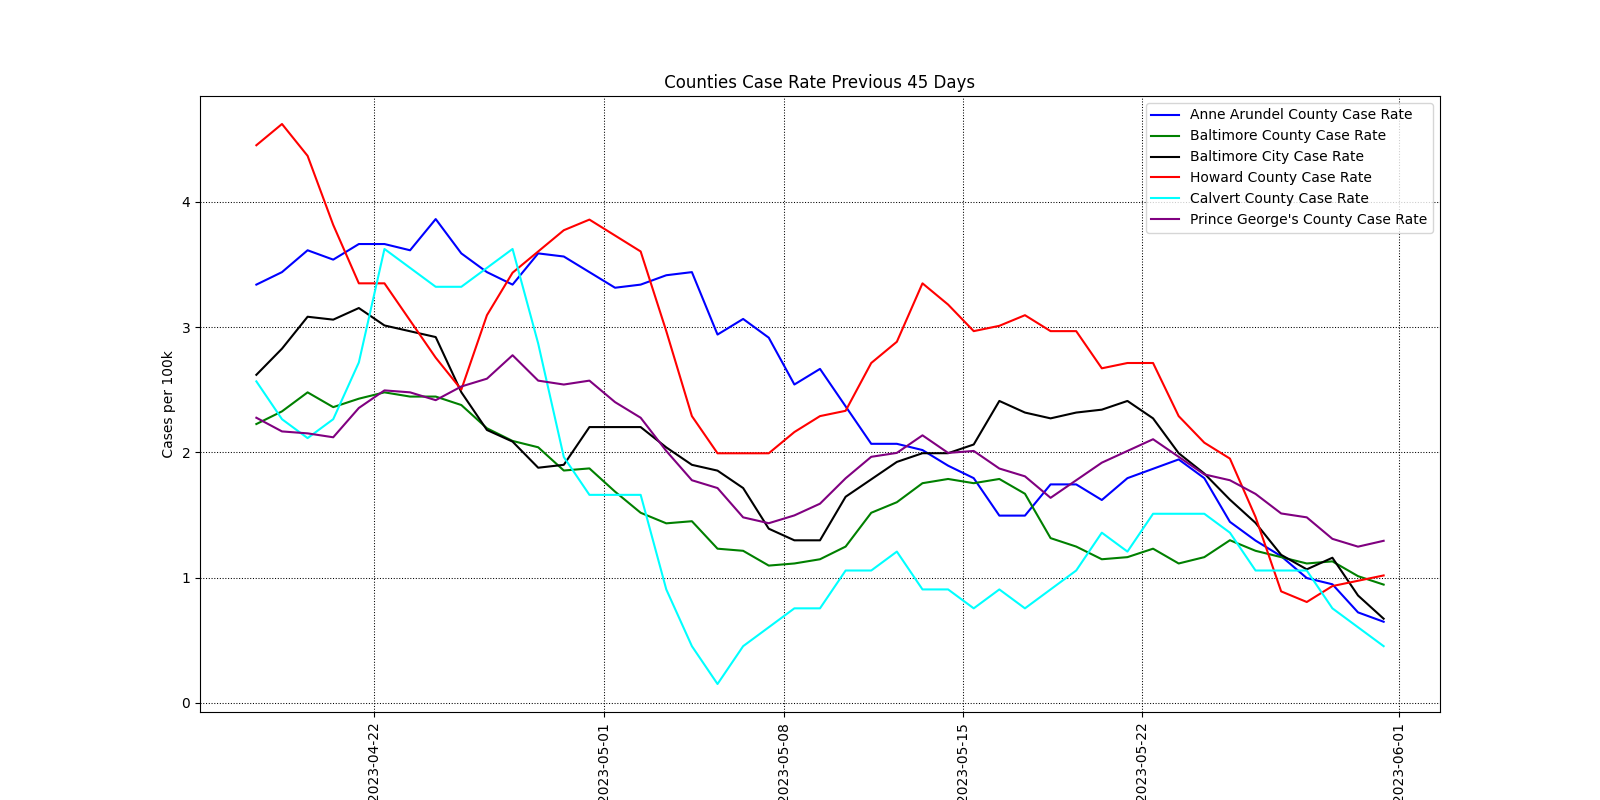 Counties Case Rate Previous 45 Days
Anne Arundel County Case Rate
Baltimore County Case Rate
Baltimore City Case Rate
Howard County Case Rate
Calvert County Case Rate
Prince George's County Case Rate
Cases per 100k
4
3
2
1
0
2023-04-22
2023-05-01
2023-05-08
2023-05-15
2023-05-22
2023-06-01